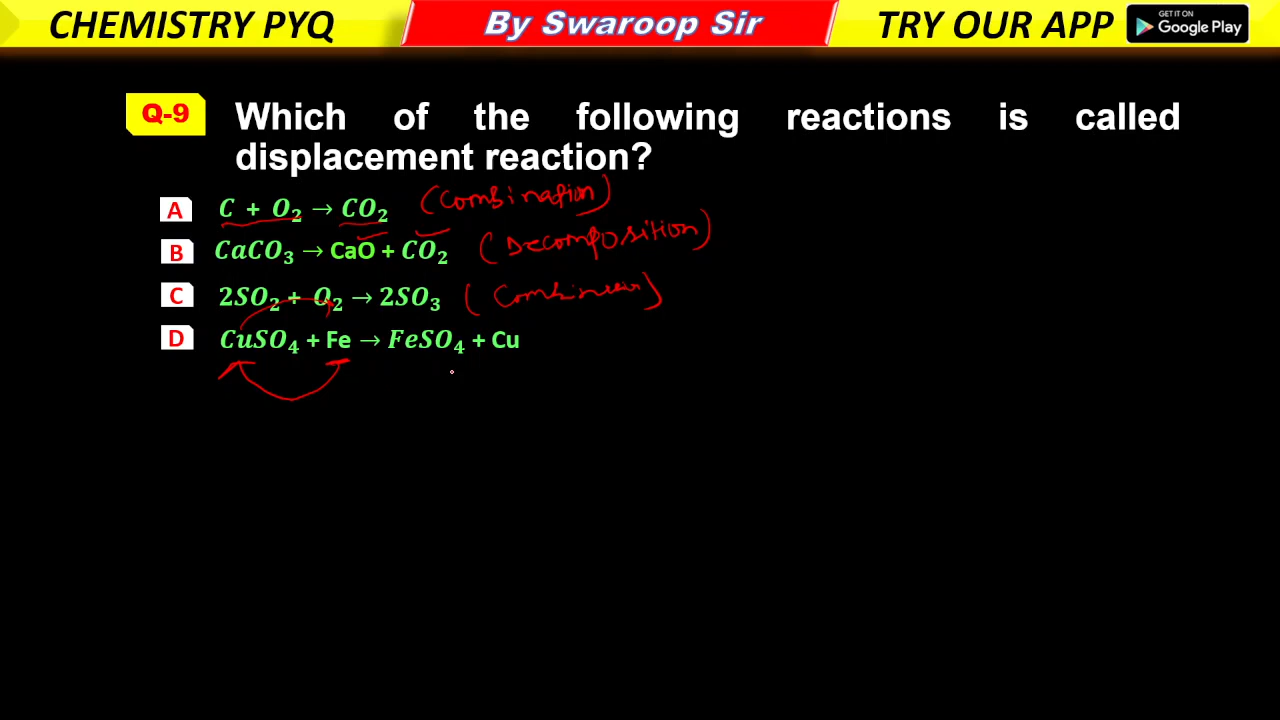 CHEMISTRY PYQ
By Swaroop Sir
TRY OUR APP
GET IT ON
Google Play
Q-9 Which of the following reactions is called
displacement reaction?
A C + O₂ → CO₂ (Combination)
B CaCO₃ → CaO + CO₂ (Decomposition)
C 2SO₂ + O₂ → 2SO₃
D CuSO₄ + Fe → FeSO₄ + Cu